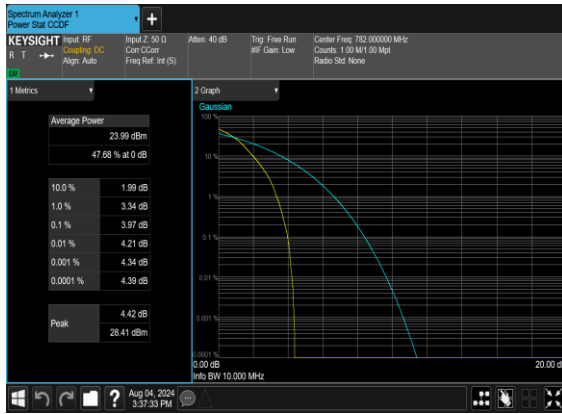 Spectrum Analyzer 1
Power Stat CCDF
+
KEYSIGHT
R T
LXI
Input: RF
Coupling: DC
Align: Auto
Input Z: 50 Ω
Corr CCorr
Freq Ref: Int (S)
Atten: 40 dB
Trig: Free Run
#IF Gain: Low
Center Freq: 782.000000 MHz
Counts: 1.00 M/1.00 Mpt
Radio Std: None
1 Metrics
Average Power
23.99 dBm
47.68 % at 0 dB
10.0 % 1.99 dB
1.0 % 3.34 dB
0.1 % 3.97 dB
0.01 % 4.21 dB
0.001 % 4.34 dB
0.0001 % 4.39 dB
Peak
4.42 dB
28.41 dBm
2 Graph
Gaussian
100 %
10 %
1 %
0.1 %
0.01 %
0.001 %
0.0001 %
0.00 dB 20.00 d
Info BW 10.000 MHz
?
Aug 04, 2024
3:37:33 PM